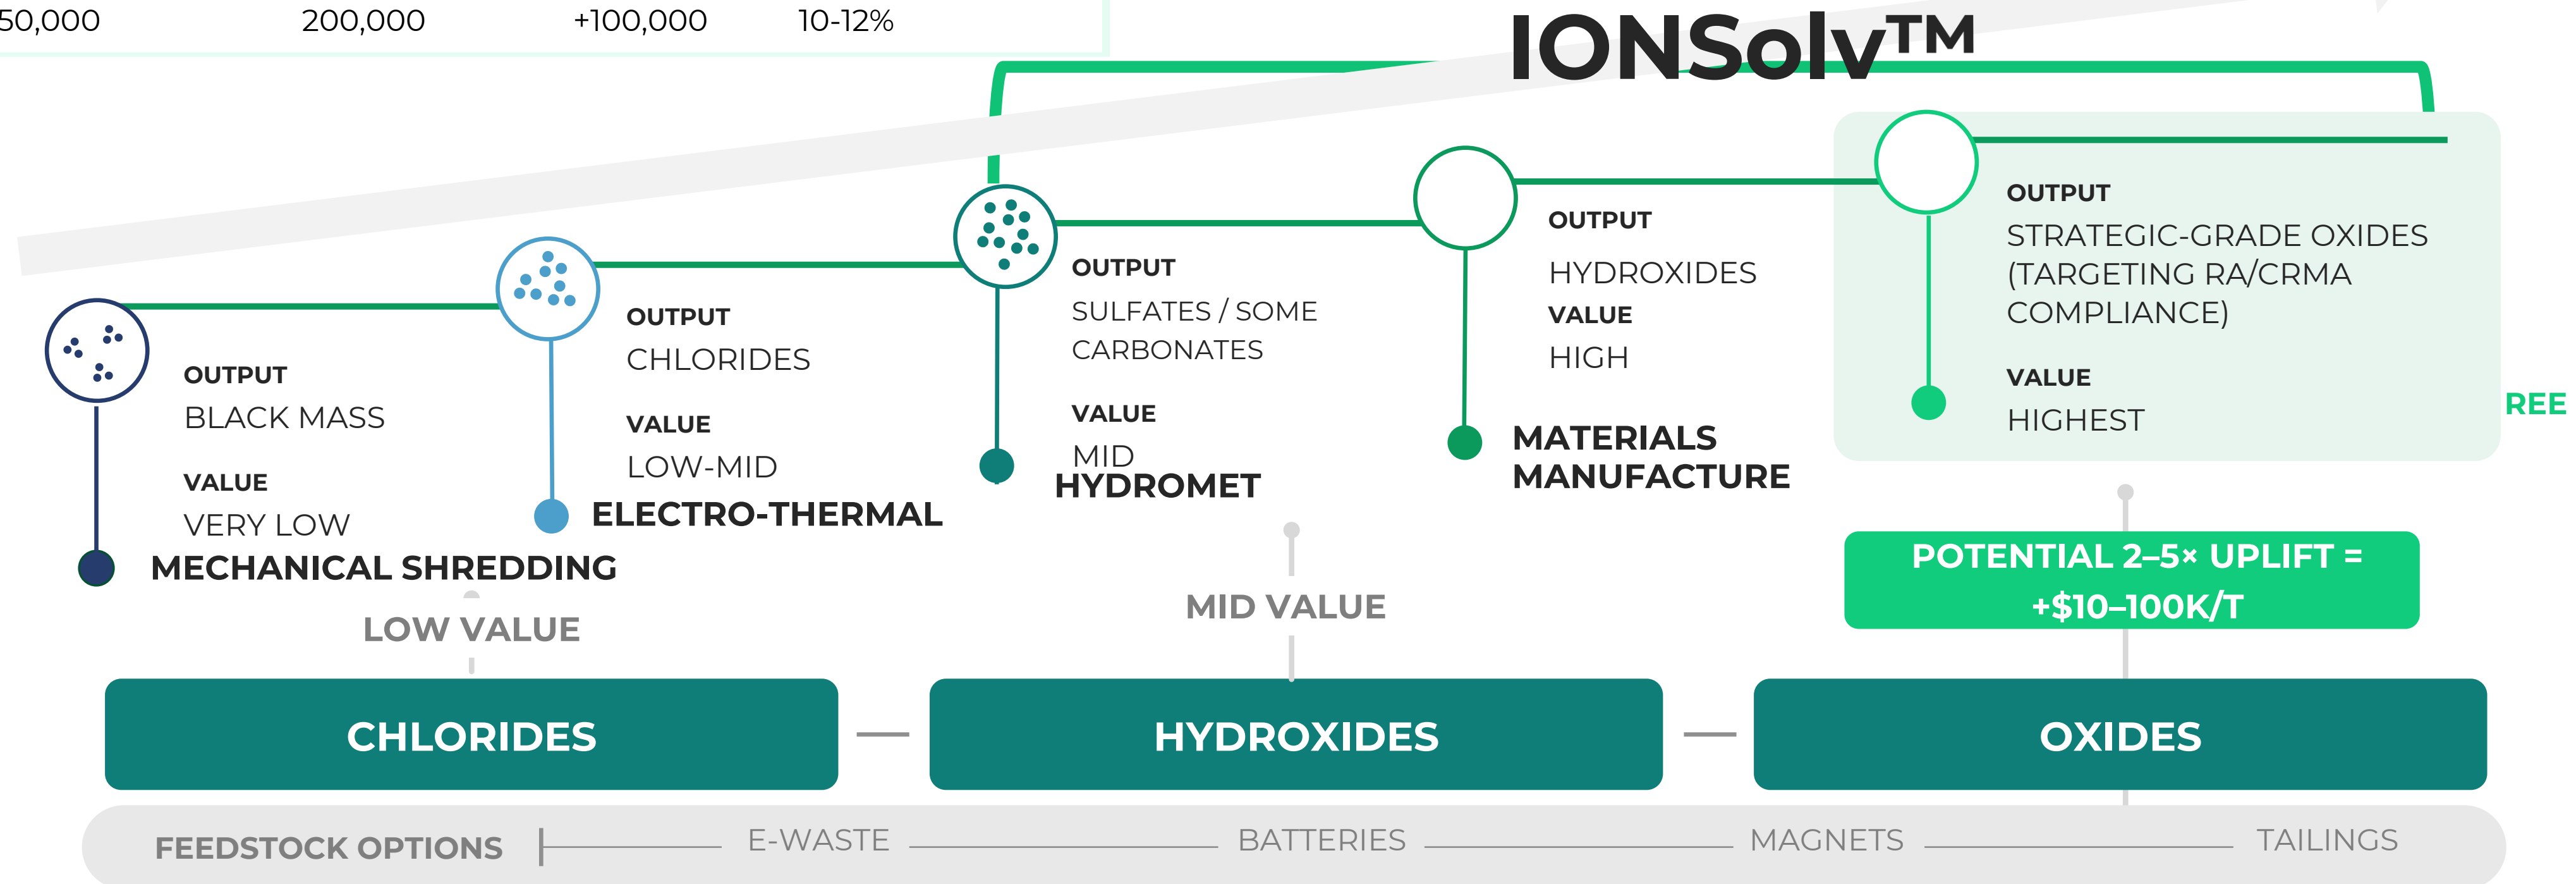 50,000 200,000 +100,000 10-12%
IONSolv™
OUTPUT
BLACK MASS
VALUE
VERY LOW
MECHANICAL SHREDDING
OUTPUT
CHLORIDES
VALUE
LOW-MID
ELECTRO-THERMAL
OUTPUT
SULFATES / SOME
CARBONATES
VALUE
MID
HYDROMET
OUTPUT
HYDROXIDES
VALUE
HIGH
MATERIALS
MANUFACTURE
OUTPUT
STRATEGIC-GRADE OXIDES
(TARGETING RA/CRMA
COMPLIANCE)
VALUE
HIGHEST
REE
LOW VALUE
MID VALUE
POTENTIAL 2–5× UPLIFT =
+$10–100K/T
CHLORIDES
HYDROXIDES
OXIDES
FEEDSTOCK OPTIONS E-WASTE BATTERIES MAGNETS TAILINGS